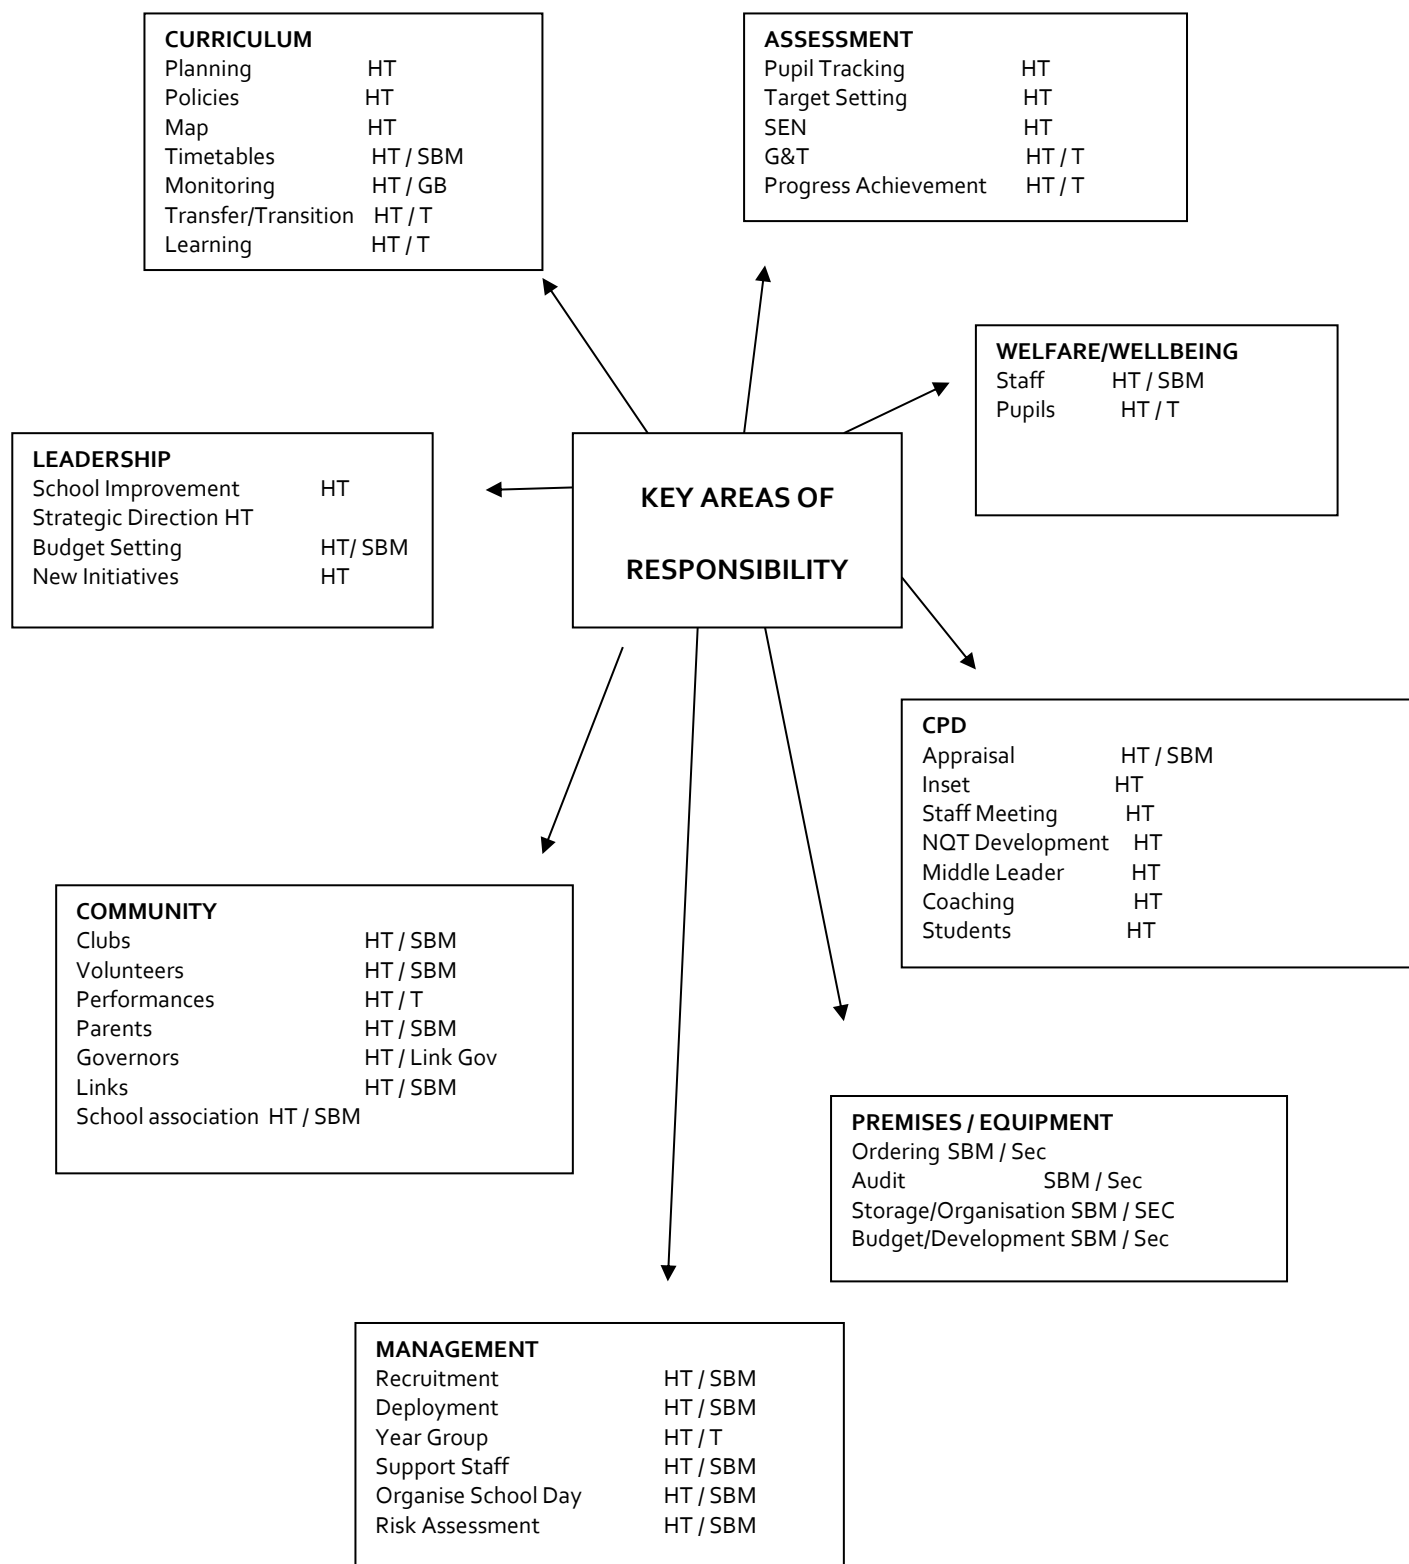 CURRICULUM
Planning HT
Policies HT
Map HT
Timetables HT / SBM
Monitoring HT / GB
Transfer/Transition HT / T
Learning HT / T
ASSESSMENT
Pupil Tracking HT
Target Setting HT
SEN HT
G&T HT / T
Progress Achievement HT / T
WELFARE/WELLBEING
Staff HT / SBM
Pupils HT / T
LEADERSHIP
School Improvement HT
Strategic Direction HT
Budget Setting HT/ SBM
New Initiatives HT
KEY AREAS OF
RESPONSIBILITY
CPD
Appraisal HT / SBM
Inset HT
Staff Meeting HT
NQT Development HT
Middle Leader HT
Coaching HT
Students HT
COMMUNITY
Clubs HT / SBM
Volunteers HT / SBM
Performances HT / T
Parents HT / SBM
Governors HT / Link Gov
Links HT / SBM
School association HT / SBM
PREMISES / EQUIPMENT
Ordering SBM / Sec
Audit SBM / Sec
Storage/Organisation SBM / SEC
Budget/Development SBM / Sec
MANAGEMENT
Recruitment HT / SBM
Deployment HT / SBM
Year Group HT / T
Support Staff HT / SBM
Organise School Day HT / SBM
Risk Assessment HT / SBM